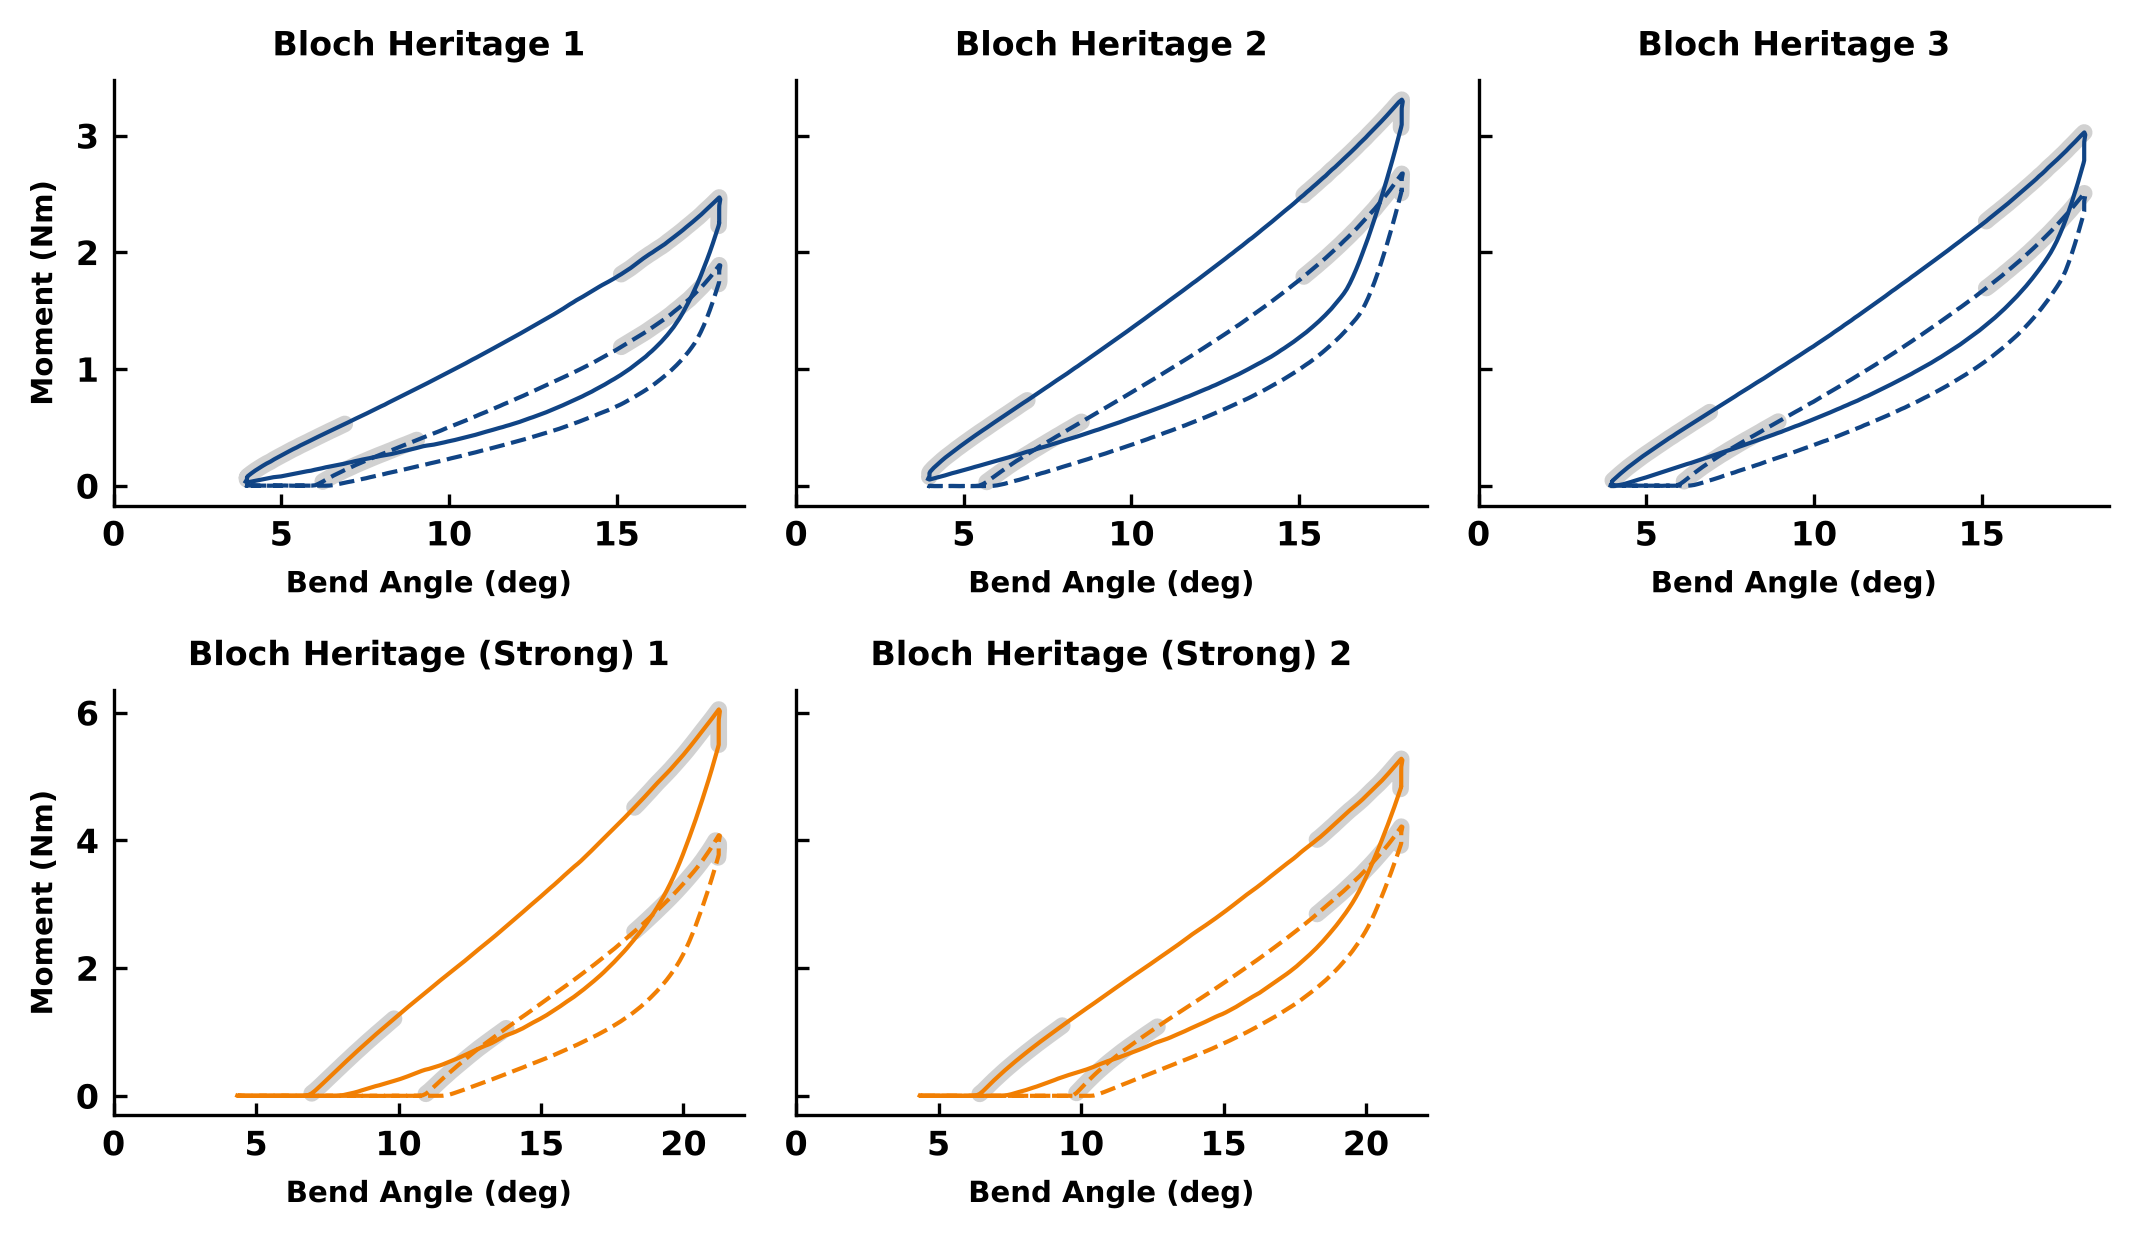 Bloch Heritage 1
Bloch Heritage 2
Bloch Heritage 3
Moment (Nm)
3
2
1
0
0 5 10 15
0 5 10 15
0 5 10 15
Bend Angle (deg)
Bend Angle (deg)
Bend Angle (deg)
Bloch Heritage (Strong) 1
Bloch Heritage (Strong) 2
Moment (Nm)
6
4
2
0
0 5 10 15 20
0 5 10 15 20
Bend Angle (deg)
Bend Angle (deg)